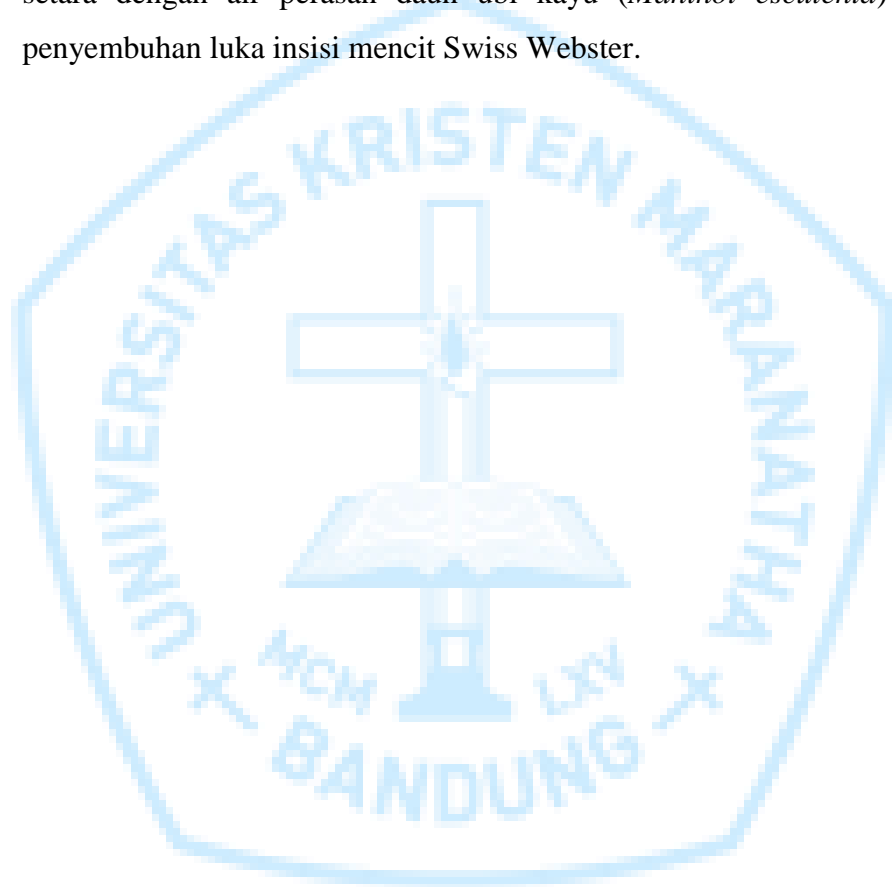 setara dengan air perasan daun ubi kayu (Manihot esculenta)
penyembuhan luka insisi mencit Swiss Webster.
UNIVERSITAS KRISTEN MARANATHA
MCM LXV
BANDUNG